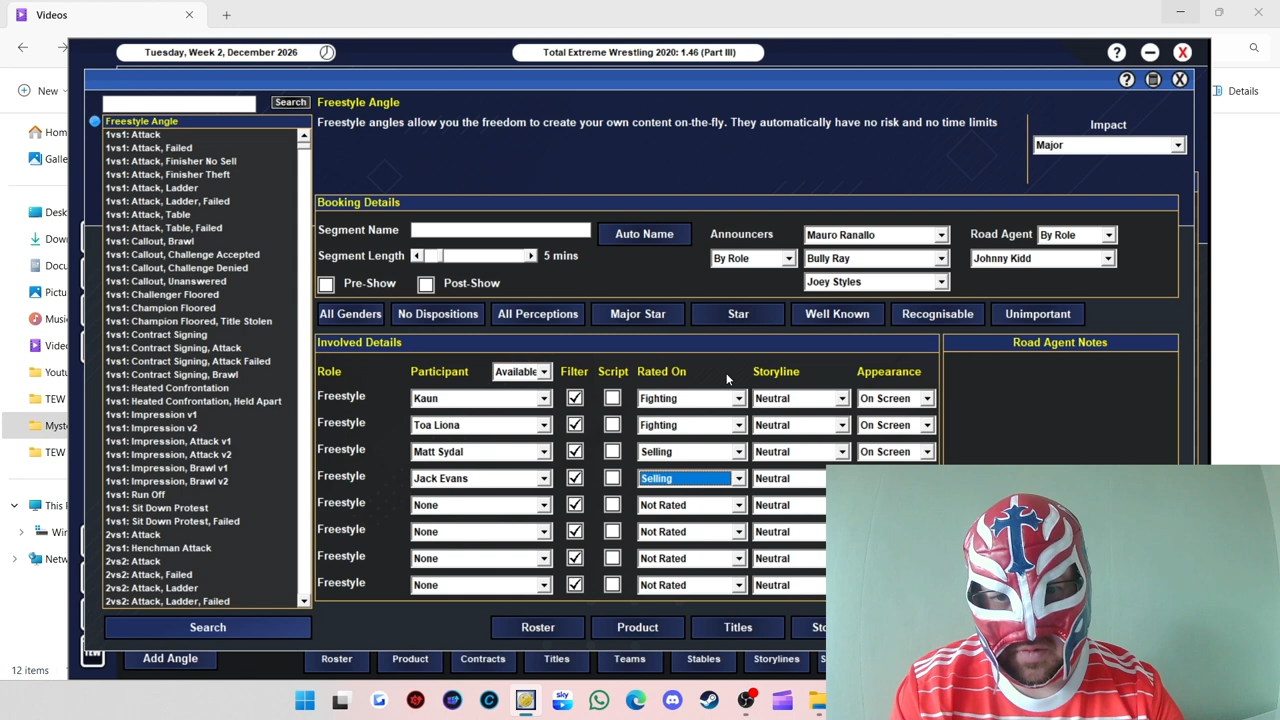 Videos
Tuesday, Week 2, December 2026
Total Extreme Wrestling 2020: 1.46 (Part III)
New
Details
Search
Freestyle Angle
Freestyle angles allow you the freedom to create your own content on-the-fly. They automatically have no risk and no time limits
Impact
Major
Freestyle Angle
1vs1: Attack
1vs1: Attack, Failed
1vs1: Attack, Finisher No Sell
1vs1: Attack, Finisher Theft
1vs1: Attack, Ladder
1vs1: Attack, Ladder, Failed
1vs1: Attack, Table
1vs1: Attack, Table, Failed
1vs1: Callout, Brawl
1vs1: Callout, Challenge Accepted
1vs1: Callout, Challenge Denied
1vs1: Callout, Unanswered
1vs1: Challenger Floored
1vs1: Champion Floored
1vs1: Champion Floored, Title Stolen
1vs1: Contract Signing
1vs1: Contract Signing, Attack
1vs1: Contract Signing, Attack Failed
1vs1: Contract Signing, Brawl
1vs1: Heated Confrontation
1vs1: Heated Confrontation, Held Apart
1vs1: Impression v1
1vs1: Impression v2
1vs1: Impression, Attack v1
1vs1: Impression, Attack v2
1vs1: Impression, Brawl v1
1vs1: Impression, Brawl v2
1vs1: Run Off
1vs1: Sit Down Protest
1vs1: Sit Down Protest, Failed
2vs1: Attack
2vs1: Henchman Attack
2vs2: Attack
2vs2: Attack, Failed
2vs2: Attack, Ladder
2vs2: Attack, Ladder, Failed
Search
Booking Details
Segment Name
Auto Name
Announcers
Mauro Ranallo
Road Agent
By Role
Segment Length
5 mins
By Role
Bully Ray
Johnny Kidd
Pre-Show
Post-Show
Joey Styles
All Genders
No Dispositions
All Perceptions
Major Star
Star
Well Known
Recognisable
Unimportant
Involved Details
Road Agent Notes
Role
Participant
Available
Filter
Script
Rated On
Storyline
Appearance
Freestyle
Kaun
Fighting
Neutral
On Screen
Freestyle
Toa Liona
Fighting
Neutral
On Screen
Freestyle
Matt Sydal
Selling
Neutral
On Screen
Freestyle
Jack Evans
Selling
Neutral
Freestyle
None
Not Rated
Neutral
Freestyle
None
Not Rated
Neutral
Freestyle
None
Not Rated
Neutral
Freestyle
None
Not Rated
Neutral
Roster
Product
Titles
Add Angle
Roster
Product
Contracts
Titles
Teams
Stables
Storylines
12 items
sky